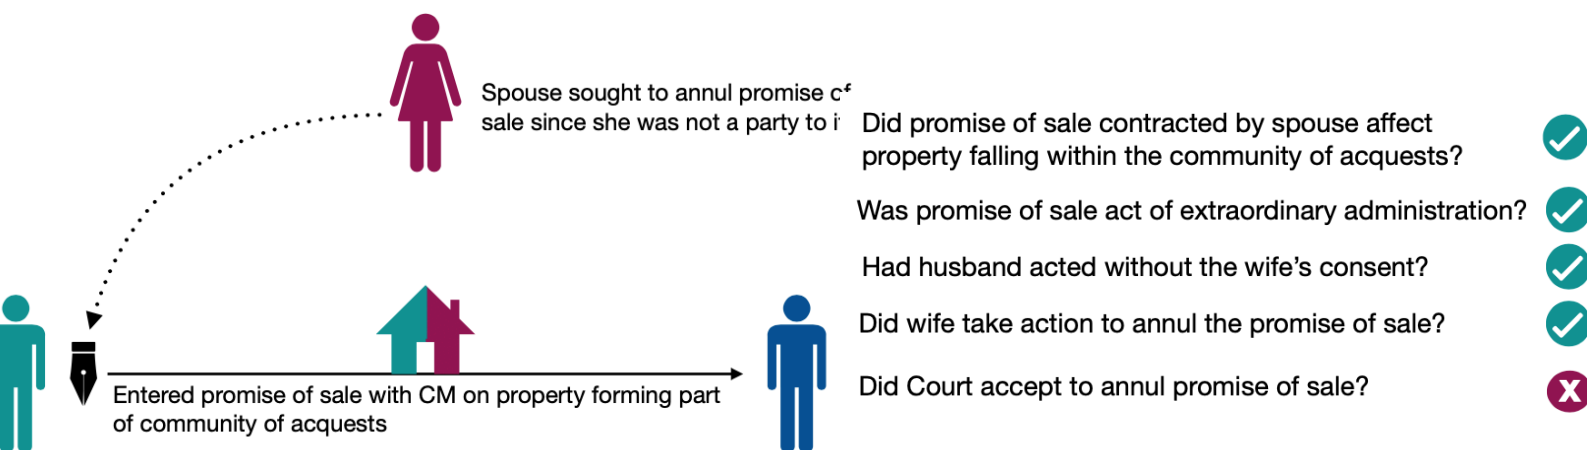 Spouse sought to annul promise of
sale since she was not a party to
Did promise of sale contracted by spouse affect
property falling within the community of acquests?
Was promise of sale act of extraordinary administration?
Had husband acted without the wife's consent?
Did wife take action to annul the promise of sale?
Did Court accept to annul promise of sale?
X
Entered promise of sale with CM on property forming part
of community of acquests